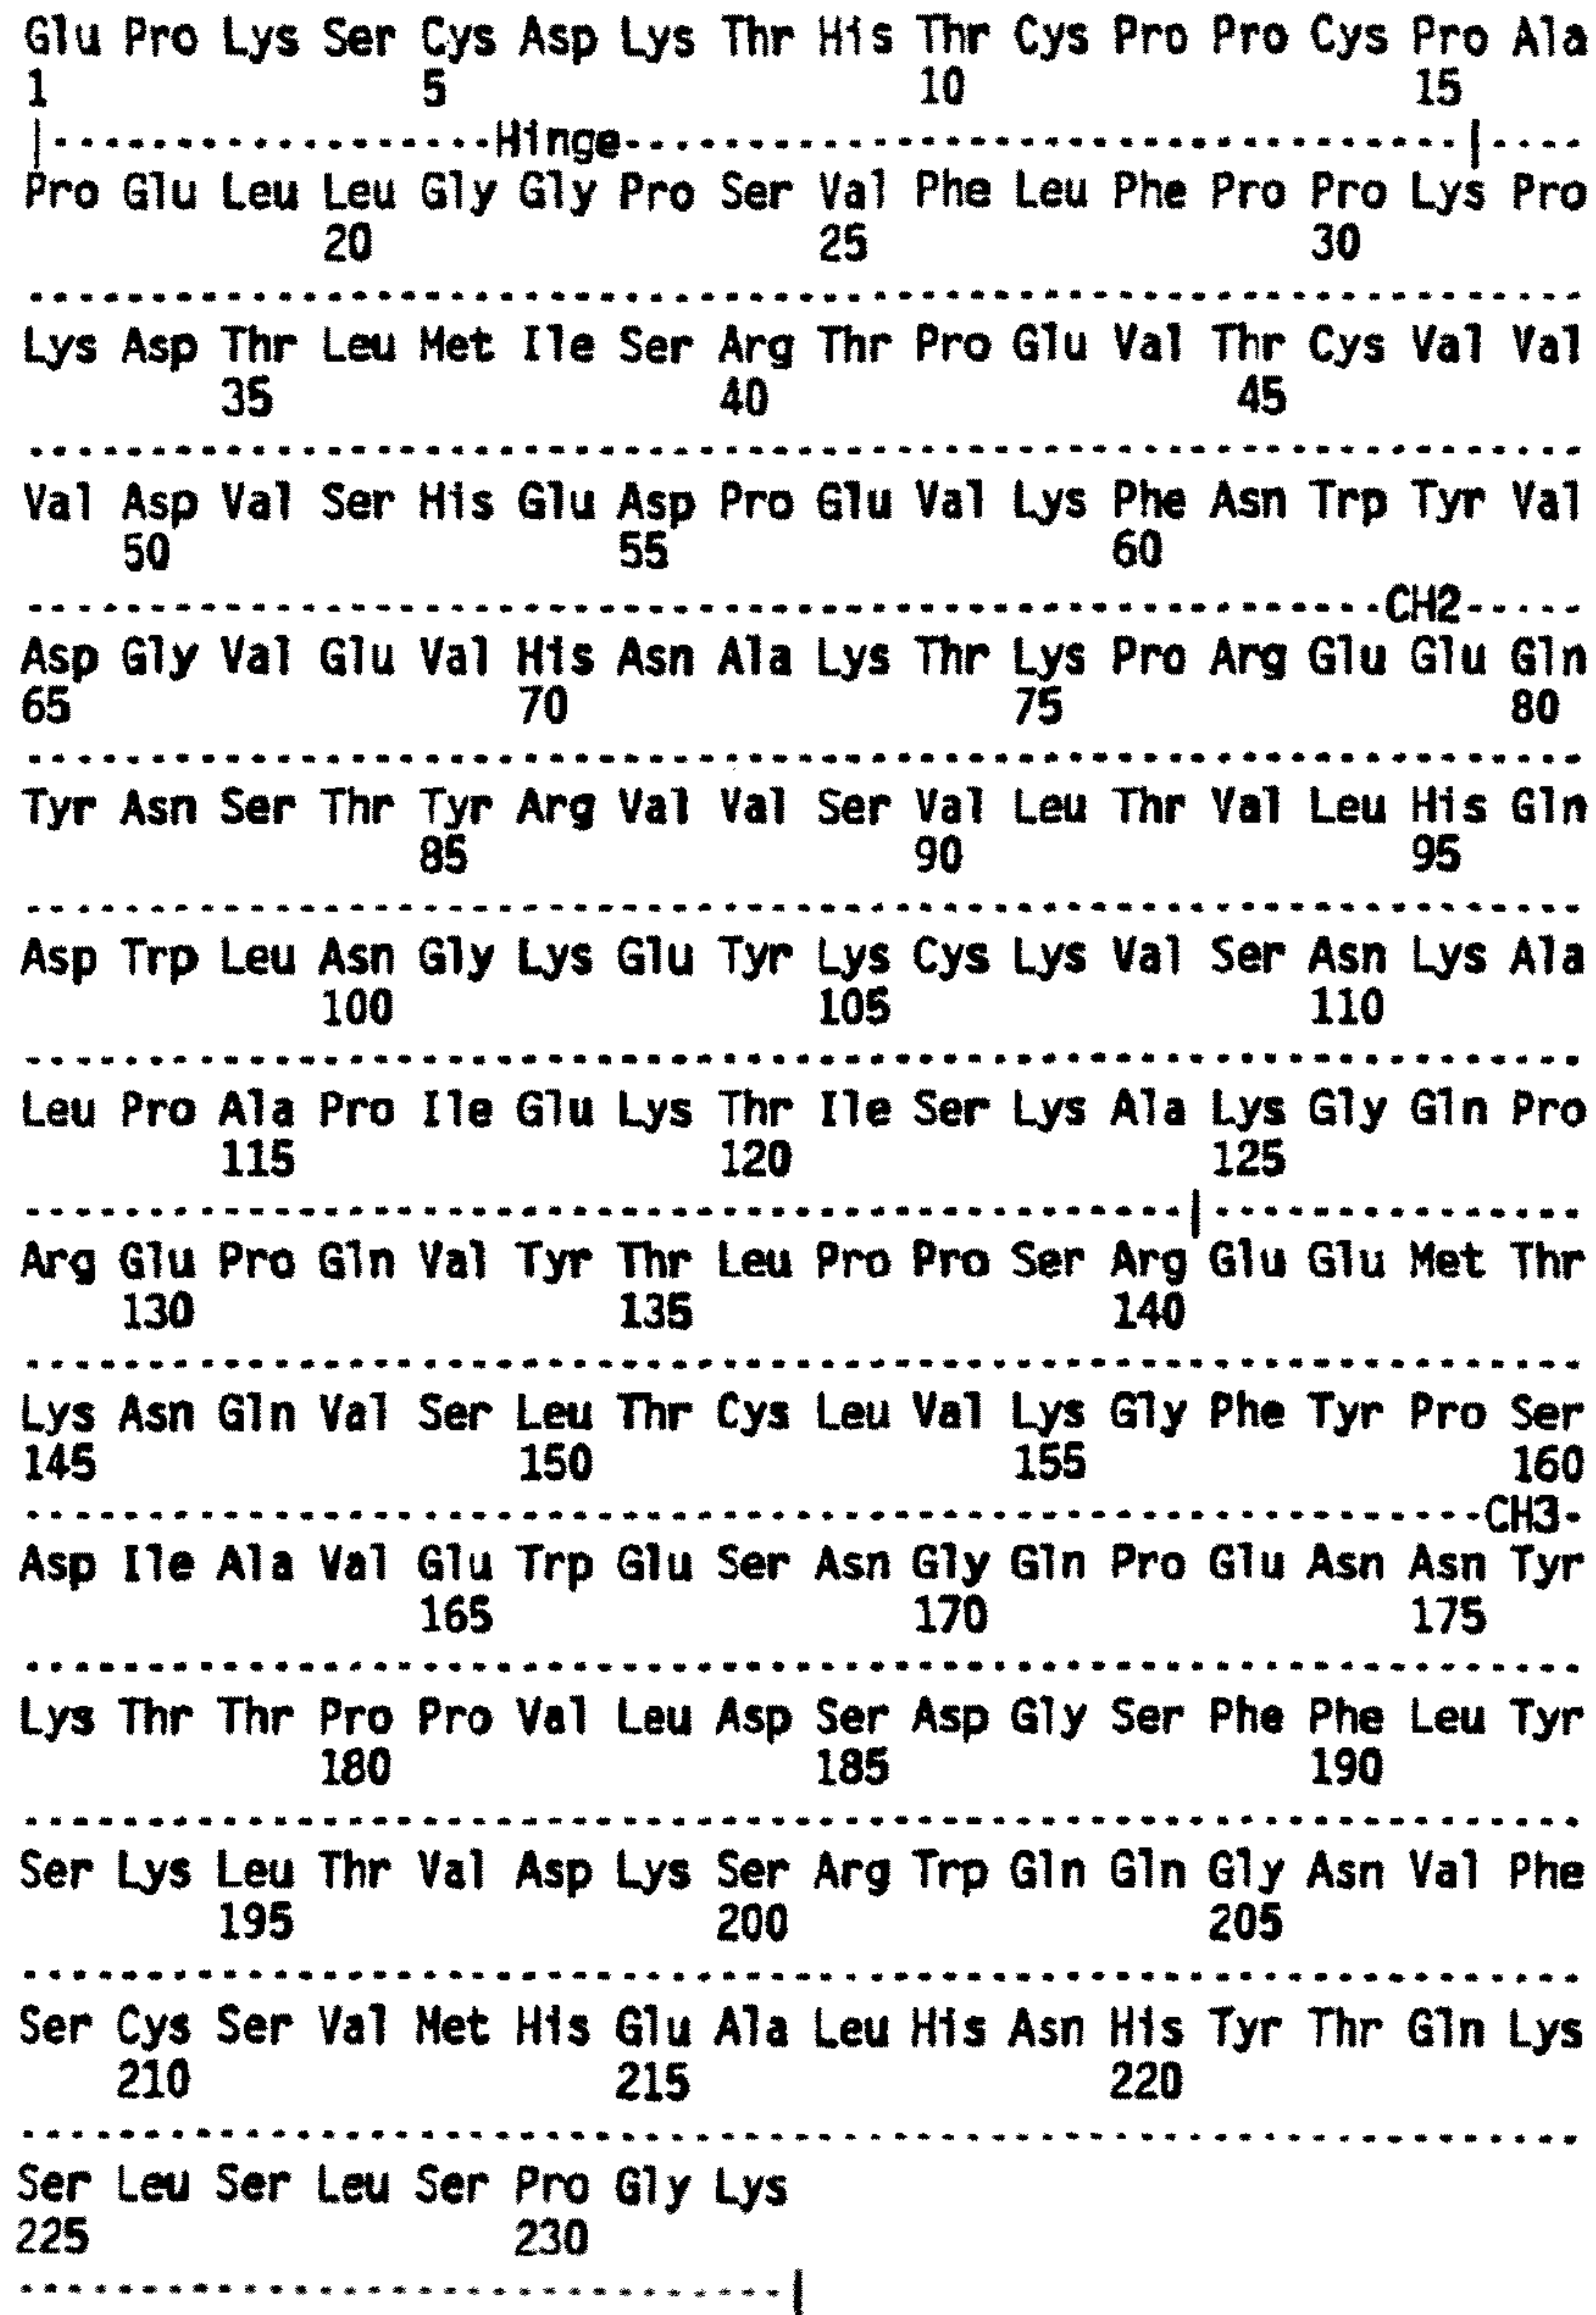 Glu Pro Lys Ser Cys Asp Lys Thr His Thr Cys Pro Pro Cys Pro Ala
1 5 10 15
|-----------------Hinge----------------------------------|----
Pro Glu Leu Leu Gly Gly Pro Ser Val Phe Leu Phe Pro Pro Lys Pro
20 25 30
Lys Asp Thr Leu Met Ile Ser Arg Thr Pro Glu Val Thr Cys Val Val
35 40 45
Val Asp Val Ser His Glu Asp Pro Glu Val Lys Phe Asn Trp Tyr Val
50 55 60
-------------------------------------------------------CH2-----
Asp Gly Val Glu Val His Asn Ala Lys Thr Lys Pro Arg Glu Glu Gln
65 70 75 80
Tyr Asn Ser Thr Tyr Arg Val Val Ser Val Leu Thr Val Leu His Gln
85 90 95
Asp Trp Leu Asn Gly Lys Glu Tyr Lys Cys Lys Val Ser Asn Lys Ala
100 105 110
Leu Pro Ala Pro Ile Glu Lys Thr Ile Ser Lys Ala Lys Gly Gln Pro
115 120 125
-----------------------------------------------|---------------
Arg Glu Pro Gln Val Tyr Thr Leu Pro Pro Ser Arg Glu Glu Met Thr
130 135 140
Lys Asn Gln Val Ser Leu Thr Cys Leu Val Lys Gly Phe Tyr Pro Ser
145 150 155 160
-----------------------------------------------------------CH3-
Asp Ile Ala Val Glu Trp Glu Ser Asn Gly Gln Pro Glu Asn Asn Tyr
165 170 175
Lys Thr Thr Pro Pro Val Leu Asp Ser Asp Gly Ser Phe Phe Leu Tyr
180 185 190
Ser Lys Leu Thr Val Asp Lys Ser Arg Trp Gln Gln Gly Asn Val Phe
195 200 205
Ser Cys Ser Val Met His Glu Ala Leu His Asn His Tyr Thr Gln Lys
210 215 220
Ser Leu Ser Leu Ser Pro Gly Lys
225 230
-------------------------------|